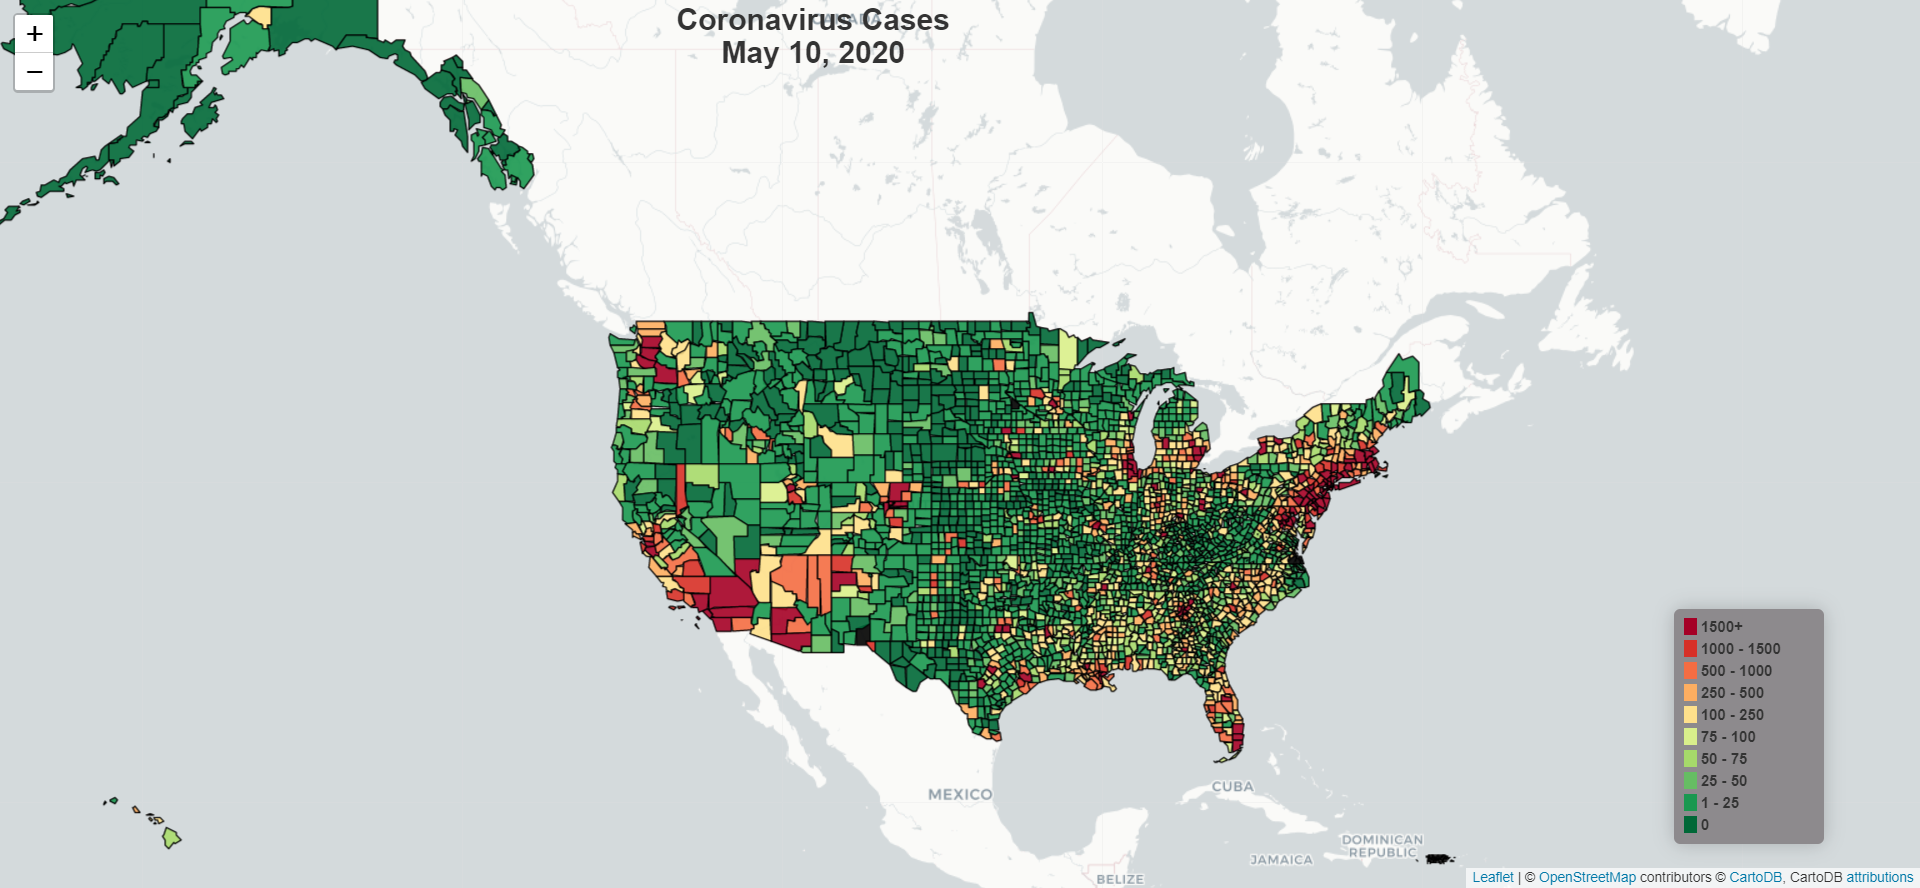 +
−
CANADA
Coronavirus Cases
May 10, 2020
1500+
1000 - 1500
500 - 1000
250 - 500
100 - 250
75 - 100
50 - 75
25 - 50
1 - 25
0
MEXICO
CUBA
DOMINICAN
REPUBLIC
JAMAICA
BELIZE
Leaflet | © OpenStreetMap contributors © CartoDB, CartoDB attributions